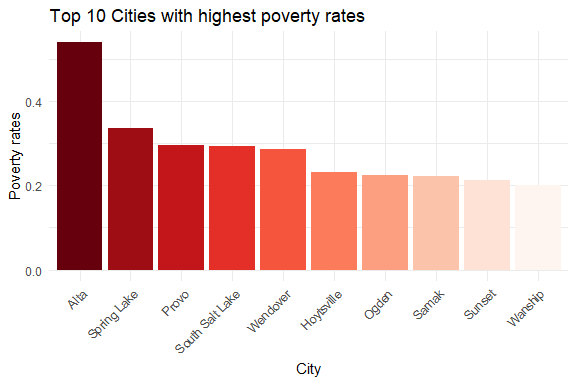 Top 10 Cities with highest poverty rates
Poverty rates
0.4
0.2
0.0
Alta
Spring Lake
Provo
South Salt Lake
Wendover
Hoytsville
Ogden
Samak
Sunset
Wanship
City